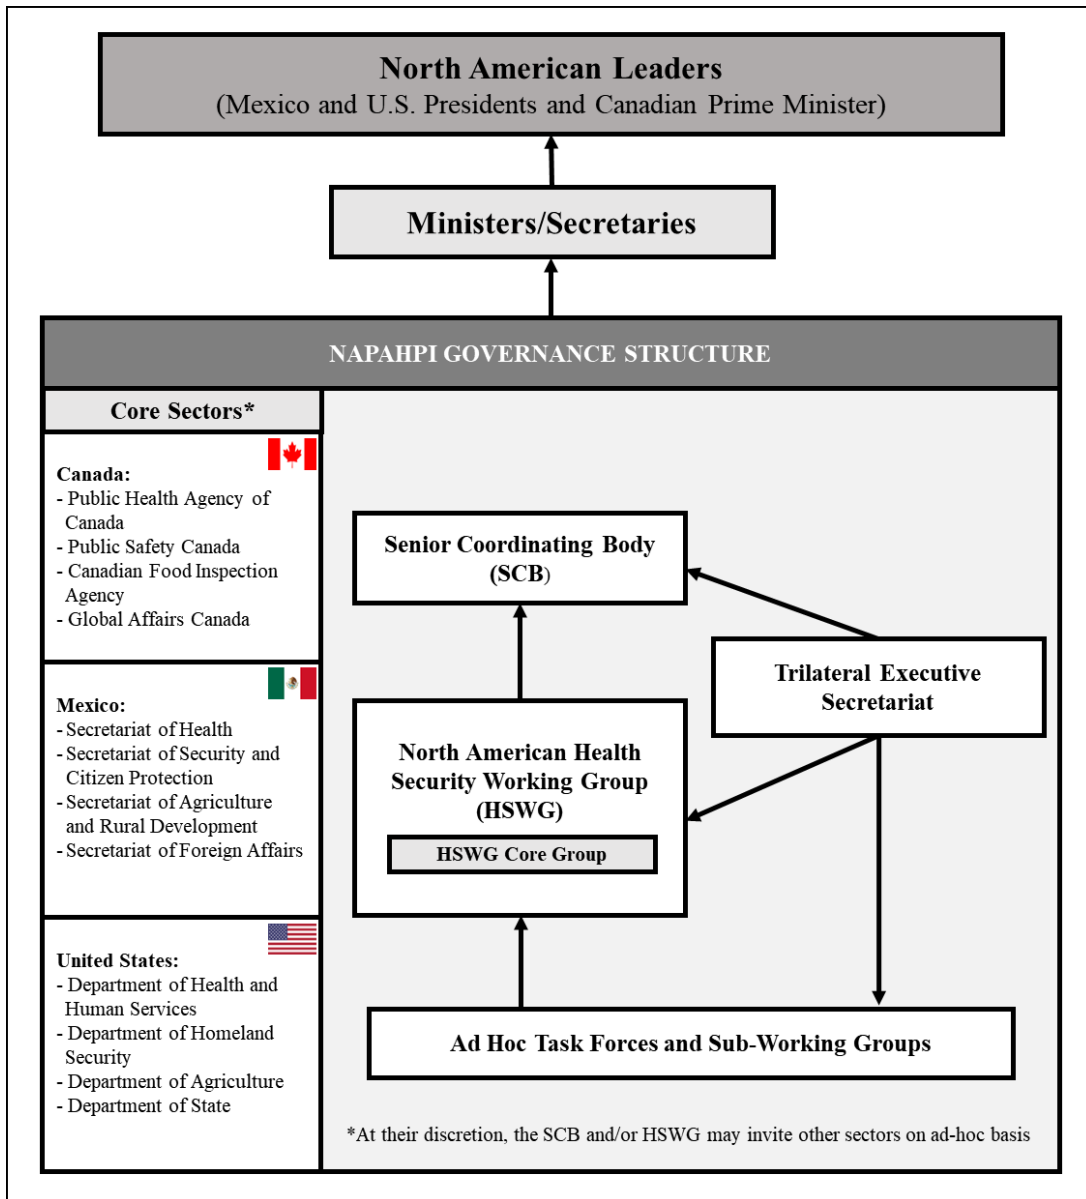 North American Leaders
(Mexico and U.S. Presidents and Canadian Prime Minister)
Ministers/Secretaries
NAPAHPI GOVERNANCE STRUCTURE
Core Sectors*
Canada:
- Public Health Agency of
Canada
- Public Safety Canada
- Canadian Food Inspection
Agency
- Global Affairs Canada
Mexico:
- Secretariat of Health
- Secretariat of Security and
Citizen Protection
- Secretariat of Agriculture
and Rural Development
- Secretariat of Foreign Affairs
United States:
- Department of Health and
Human Services
- Department of Homeland
Security
- Department of Agriculture
- Department of State
Senior Coordinating Body
(SCB)
Trilateral Executive
Secretariat
North American Health
Security Working Group
(HSWG)
HSWG Core Group
Ad Hoc Task Forces and Sub-Working Groups
*At their discretion, the SCB and/or HSWG may invite other sectors on ad-hoc basis